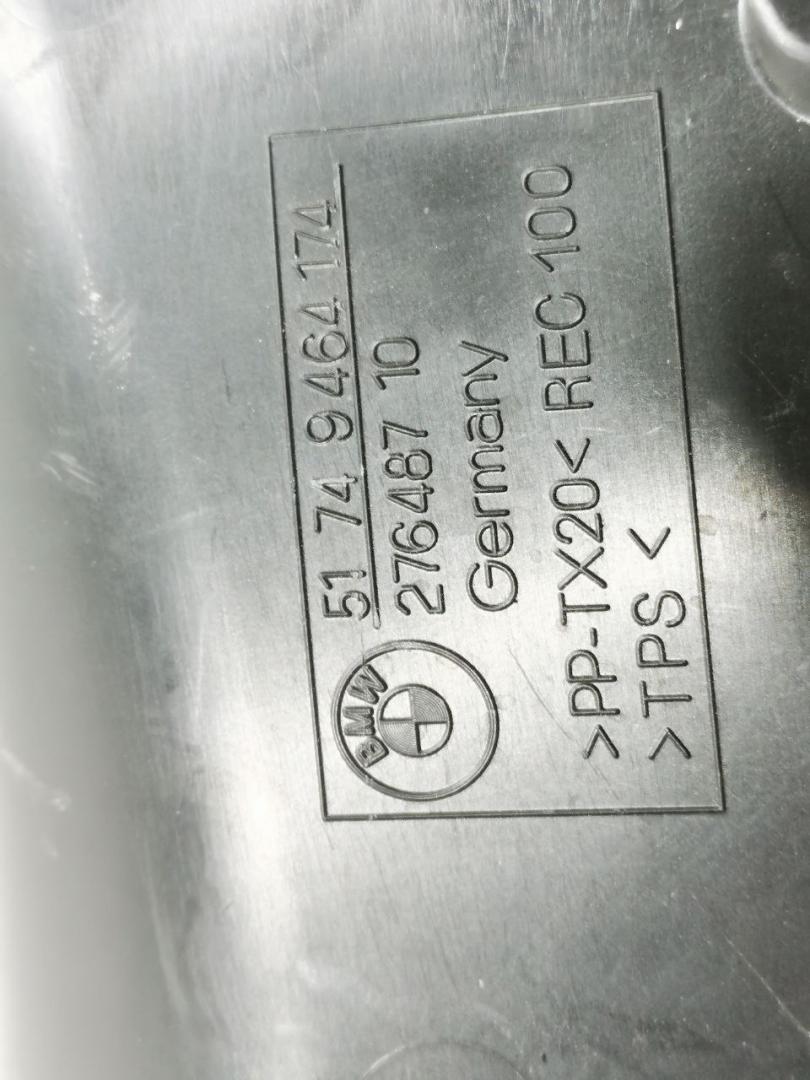 BMW
51 74 9 464 174
276487 10
Germany
>PP-TX20< REC 100
>TPS <